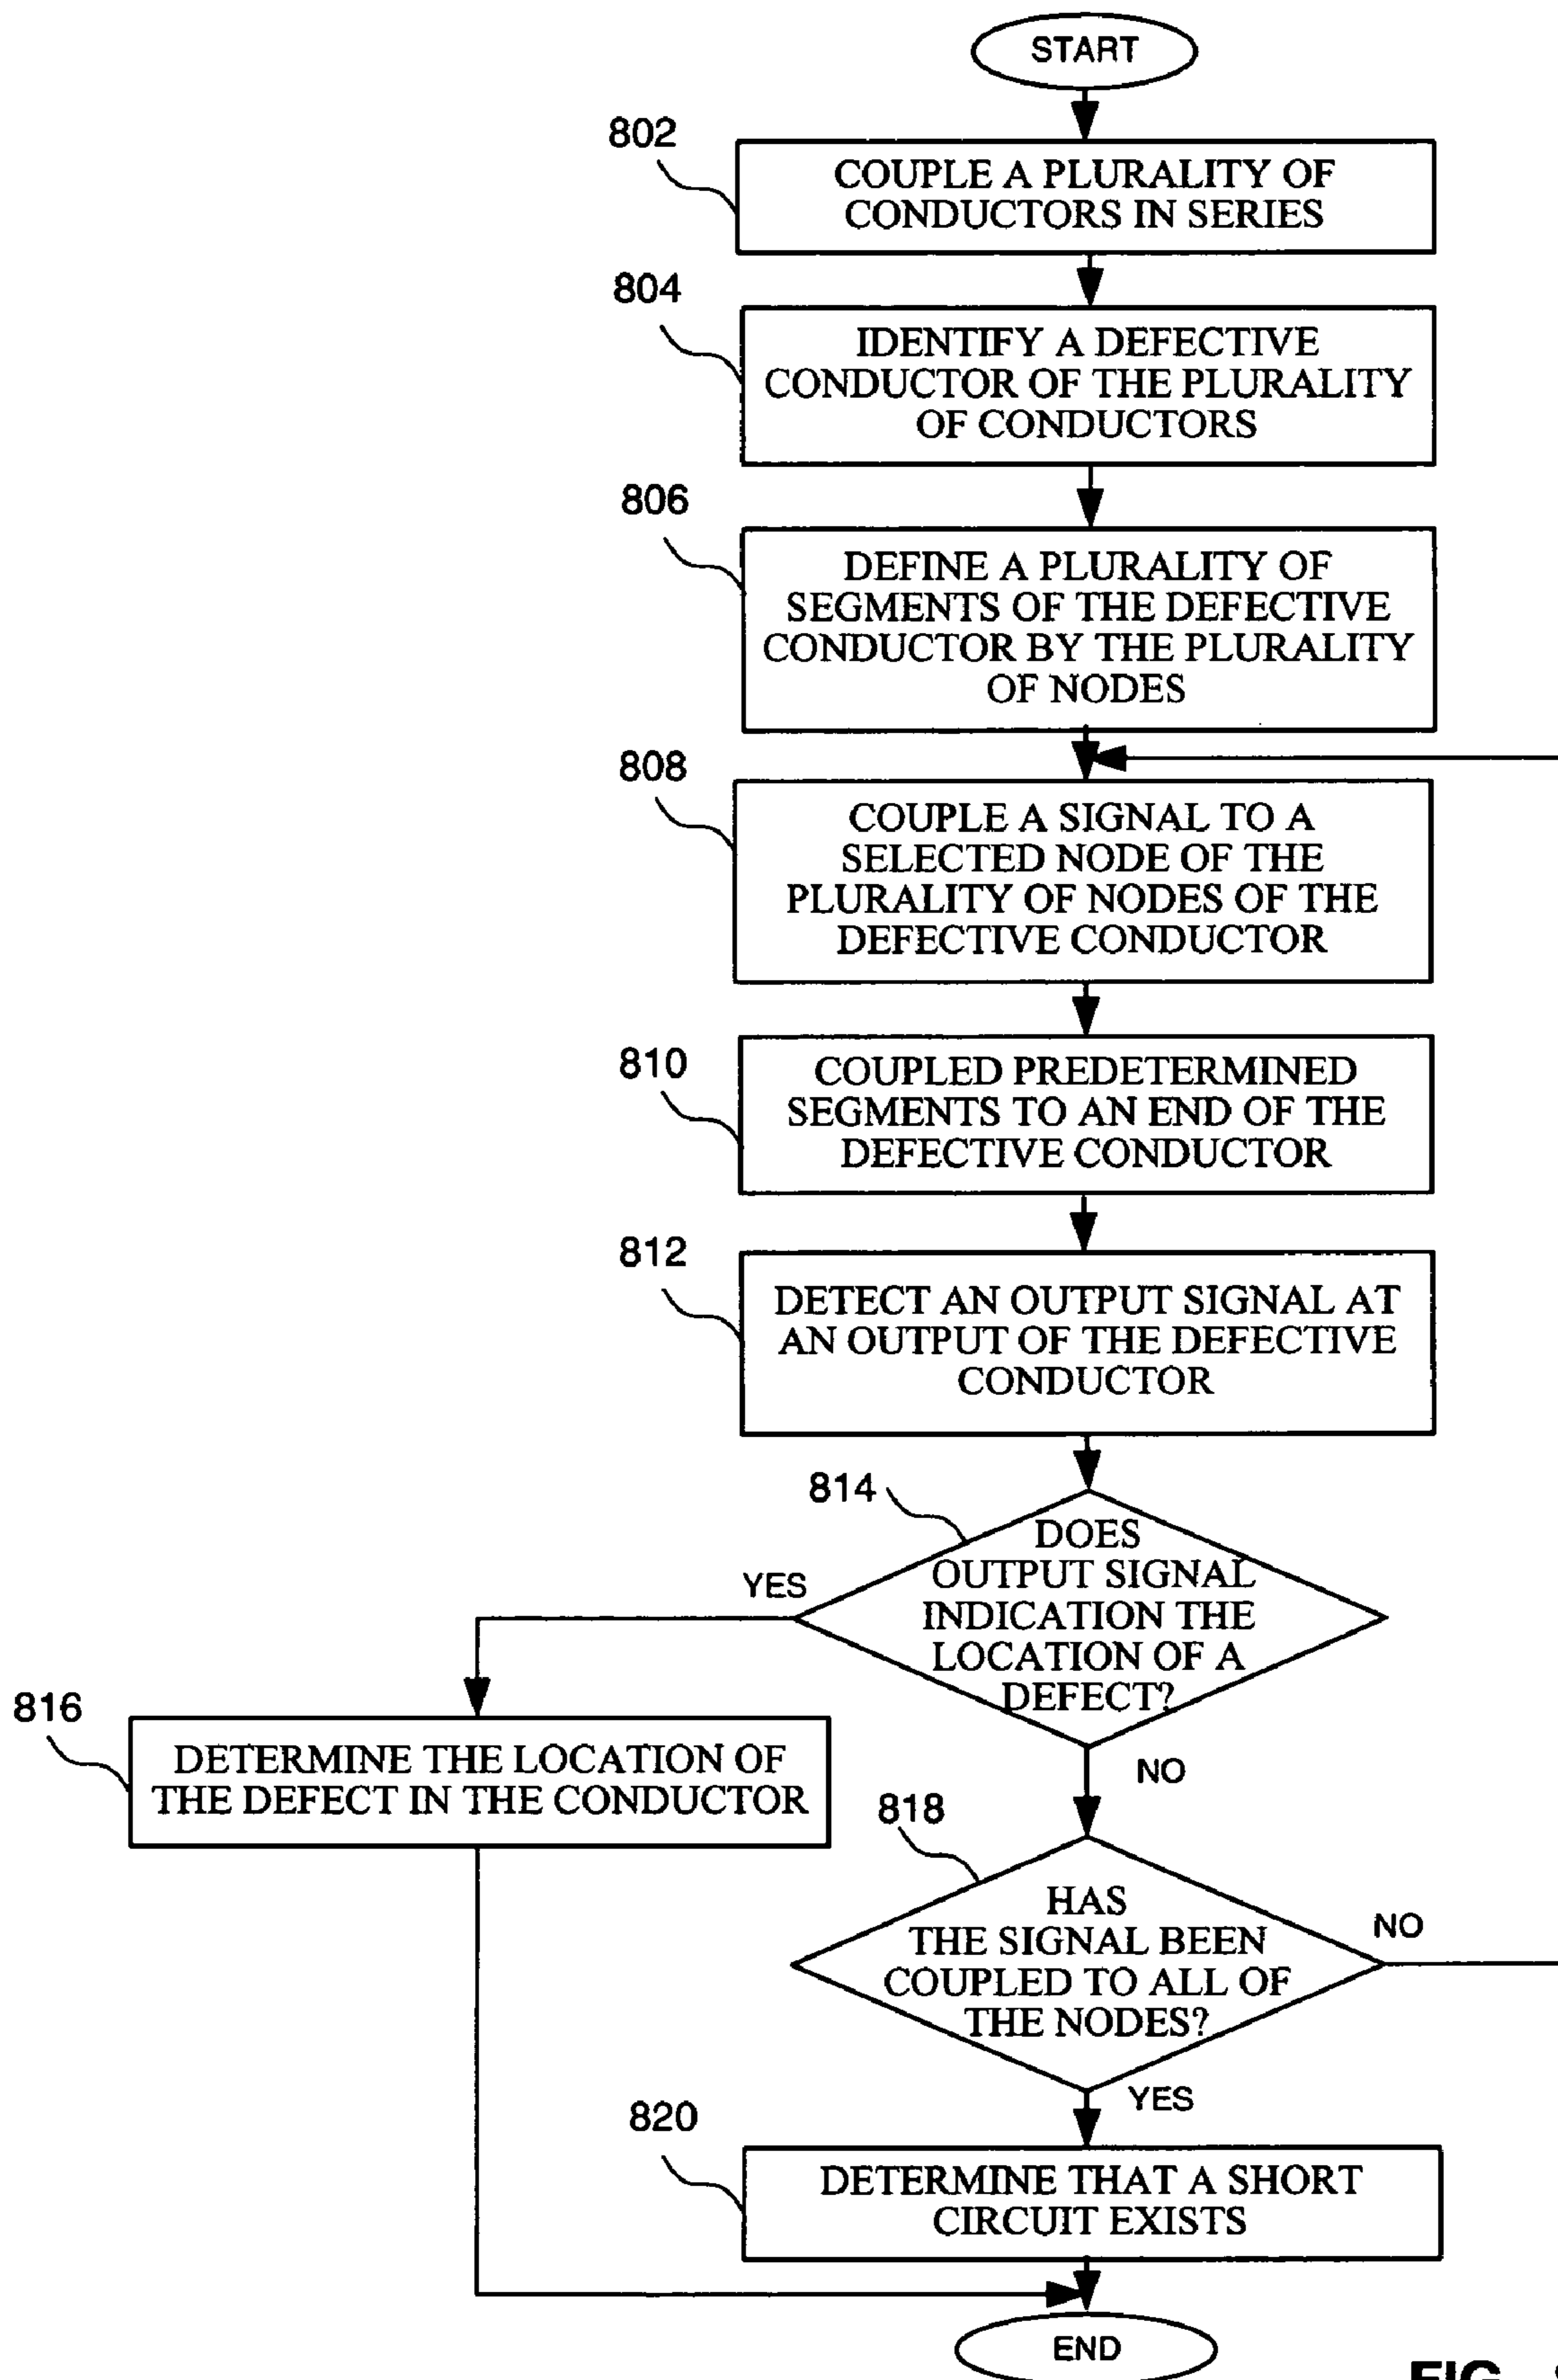 START
802
COUPLE A PLURALITY OF
CONDUCTORS IN SERIES
804
IDENTIFY A DEFECTIVE
CONDUCTOR OF THE PLURALITY
OF CONDUCTORS
806
DEFINE A PLURALITY OF
SEGMENTS OF THE DEFECTIVE
CONDUCTOR BY THE PLURALITY
OF NODES
808
COUPLE A SIGNAL TO A
SELECTED NODE OF THE
PLURALITY OF NODES OF THE
DEFECTIVE CONDUCTOR
810
COUPLED PREDETERMINED
SEGMENTS TO AN END OF THE
DEFECTIVE CONDUCTOR
812
DETECT AN OUTPUT SIGNAL AT
AN OUTPUT OF THE DEFECTIVE
CONDUCTOR
814
DOES
OUTPUT SIGNAL
INDICATION THE
LOCATION OF A
DEFECT?
YES
NO
816
DETERMINE THE LOCATION OF
THE DEFECT IN THE CONDUCTOR
818
HAS
THE SIGNAL BEEN
COUPLED TO ALL OF
THE NODES?
NO
YES
820
DETERMINE THAT A SHORT
CIRCUIT EXISTS
END
FIG.